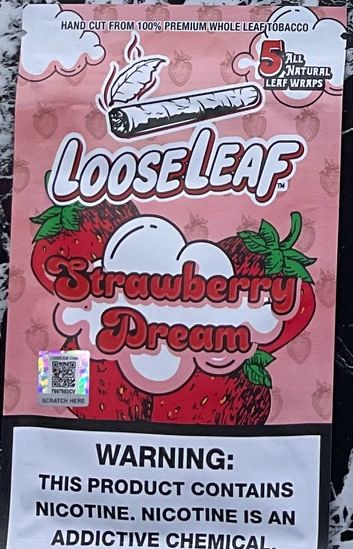 HAND CUT FROM 100% PREMIUM WHOLE LEAF TOBACCO
5 ALL
NATURAL
LEAF WRAPS
LOOSELEAF™
Strawberry
Dream
SCRATCH HERE
WARNING:
THIS PRODUCT CONTAINS
NICOTINE. NICOTINE IS AN
ADDICTIVE CHEMICAL.